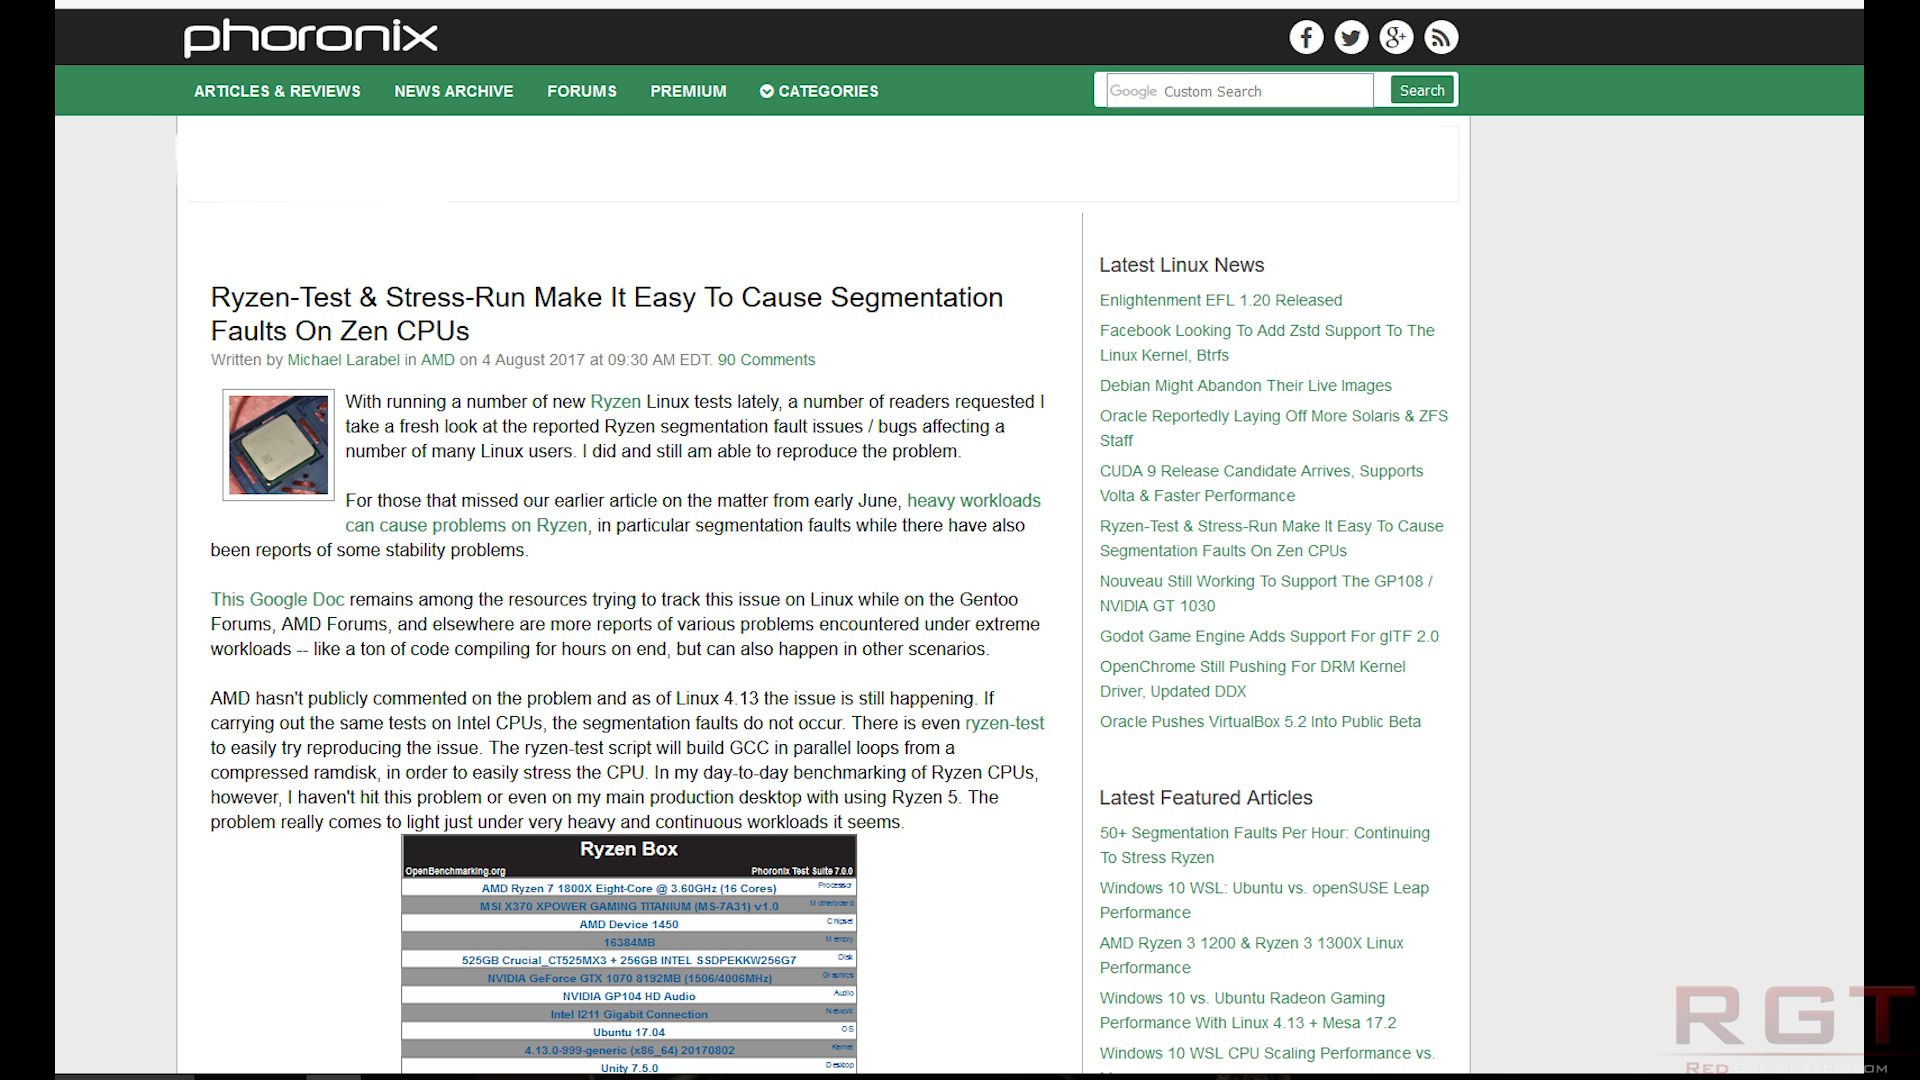 phoronix
ARTICLES & REVIEWS NEWS ARCHIVE FORUMS PREMIUM CATEGORIES
Google Custom Search Search
Ryzen-Test & Stress-Run Make It Easy To Cause Segmentation
Faults On Zen CPUs
Written by Michael Larabel in AMD on 4 August 2017 at 09:30 AM EDT. 90 Comments
With running a number of new Ryzen Linux tests lately, a number of readers requested I
take a fresh look at the reported Ryzen segmentation fault issues / bugs affecting a
number of many Linux users. I did and still am able to reproduce the problem.
For those that missed our earlier article on the matter from early June, heavy workloads
can cause problems on Ryzen, in particular segmentation faults while there have also
been reports of some stability problems.
This Google Doc remains among the resources trying to track this issue on Linux while on the Gentoo
Forums, AMD Forums, and elsewhere are more reports of various problems encountered under extreme
workloads -- like a ton of code compiling for hours on end, but can also happen in other scenarios.
AMD hasn't publicly commented on the problem and as of Linux 4.13 the issue is still happening. If
carrying out the same tests on Intel CPUs, the segmentation faults do not occur. There is even ryzen-test
to easily try reproducing the issue. The ryzen-test script will build GCC in parallel loops from a
compressed ramdisk, in order to easily stress the CPU. In my day-to-day benchmarking of Ryzen CPUs,
however, I haven't hit this problem or even on my main production desktop with using Ryzen 5. The
problem really comes to light just under very heavy and continuous workloads it seems.
Ryzen Box
OpenBenchmarking.org Phoronix Test Suite 7.0.0
AMD Ryzen 7 1800X Eight-Core @ 3.60GHz (16 Cores) Processor
MSI X370 XPOWER GAMING TITANIUM (MS-7A31) v1.0 Motherboard
AMD Device 1450 Chipset
16384MB Memory
525GB Crucial_CT525MX3 + 256GB INTEL SSDPEKKW256G7 Disk
NVIDIA GeForce GTX 1070 8192MB (1506/4006MHz) Graphics
NVIDIA GP104 HD Audio Audio
Intel I211 Gigabit Connection Network
Ubuntu 17.04 OS
4.13.0-999-generic (x86_64) 20170802 Kernel
Unity 7.5.0 Desktop
Latest Linux News
Enlightenment EFL 1.20 Released
Facebook Looking To Add Zstd Support To The
Linux Kernel, Btrfs
Debian Might Abandon Their Live Images
Oracle Reportedly Laying Off More Solaris & ZFS
Staff
CUDA 9 Release Candidate Arrives, Supports
Volta & Faster Performance
Ryzen-Test & Stress-Run Make It Easy To Cause
Segmentation Faults On Zen CPUs
Nouveau Still Working To Support The GP108 /
NVIDIA GT 1030
Godot Game Engine Adds Support For glTF 2.0
OpenChrome Still Pushing For DRM Kernel
Driver, Updated DDX
Oracle Pushes VirtualBox 5.2 Into Public Beta
Latest Featured Articles
50+ Segmentation Faults Per Hour: Continuing
To Stress Ryzen
Windows 10 WSL: Ubuntu vs. openSUSE Leap
Performance
AMD Ryzen 3 1200 & Ryzen 3 1300X Linux
Performance
Windows 10 vs. Ubuntu Radeon Gaming
Performance With Linux 4.13 + Mesa 17.2
Windows 10 WSL CPU Scaling Performance vs.
RGT